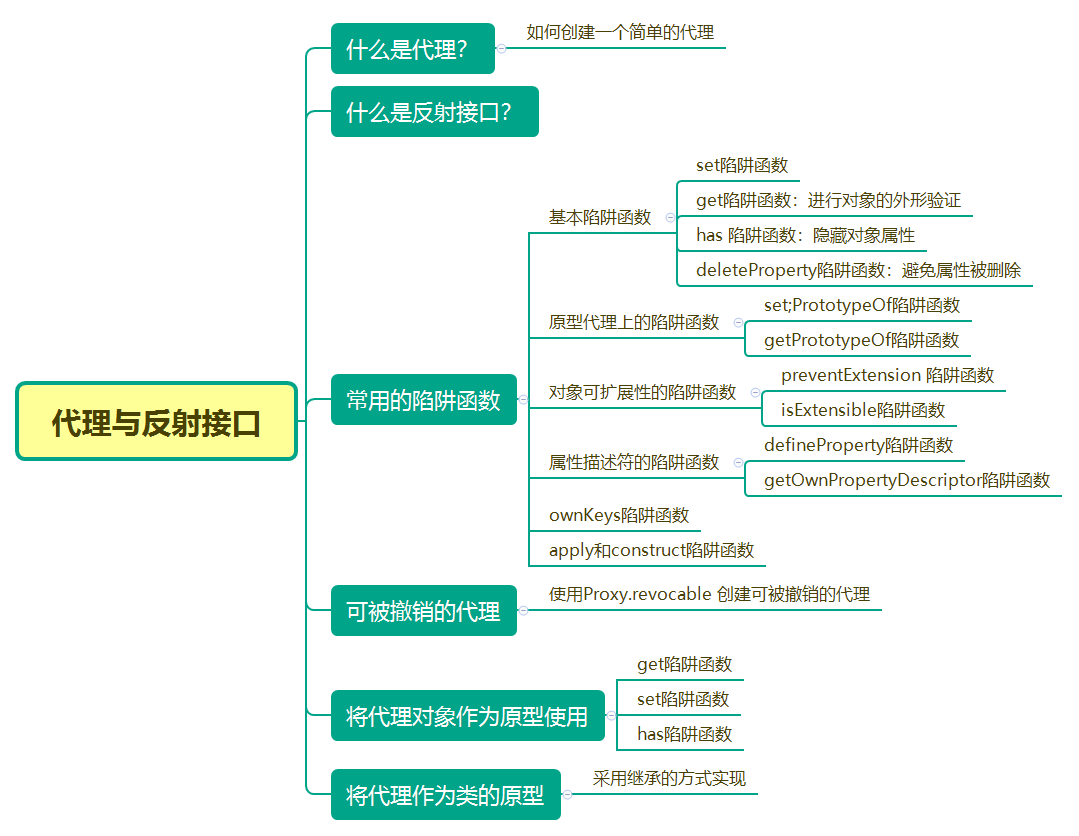 什么是代理？
如何创建一个简单的代理
什么是反射接口？
set陷阱函数
get陷阱函数：进行对象的外形验证
基本陷阱函数
has 陷阱函数：隐藏对象属性
deleteProperty陷阱函数：避免属性被删除
set;PrototypeOf陷阱函数
原型代理上的陷阱函数
getPrototypeOf陷阱函数
preventExtension 陷阱函数
对象可扩展性的陷阱函数
常用的陷阱函数
isExtensible陷阱函数
代理与反射接口
defineProperty陷阱函数
属性描述符的陷阱函数
getOwnPropertyDescriptor陷阱函数
ownKeys陷阱函数
apply和construct陷阱函数
可被撤销的代理
使用Proxy.revocable 创建可被撤销的代理
get陷阱函数
set陷阱函数
将代理对象作为原型使用
has陷阱函数
将代理作为类的原型
采用继承的方式实现